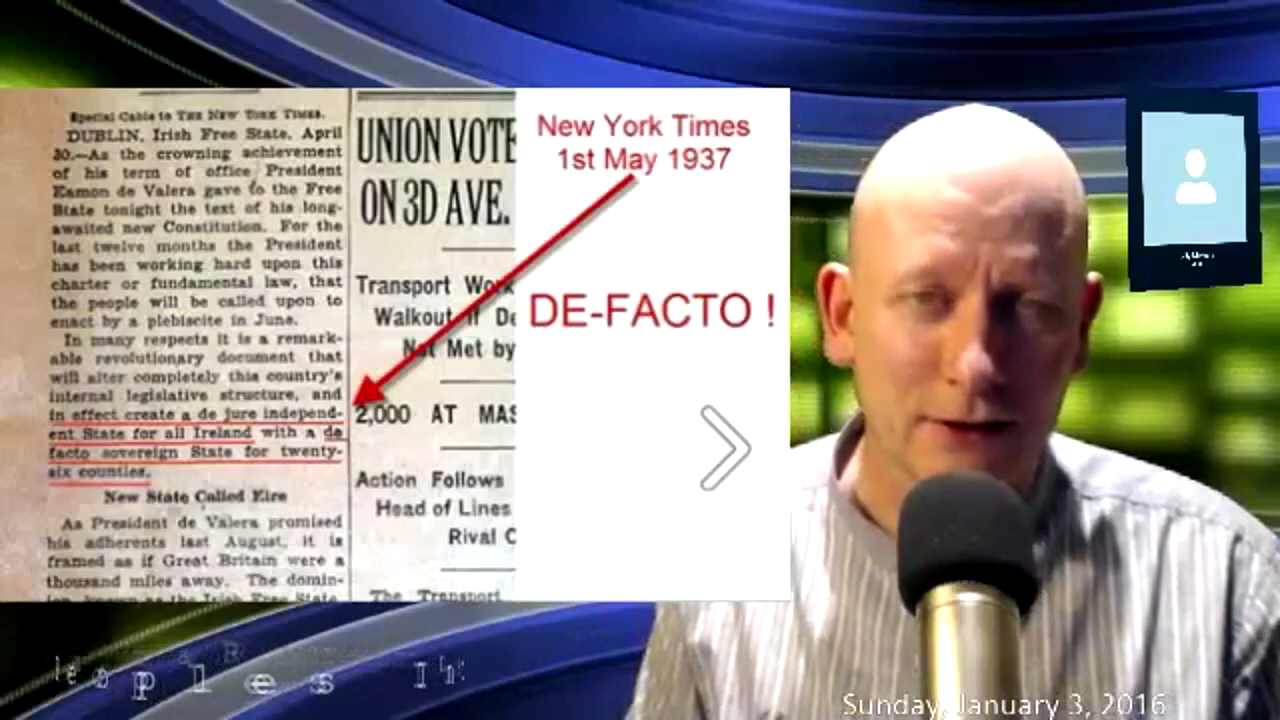 Special Cable to THE NEW YORK TIMES.
DUBLIN, Irish Free State, April
30.—As the crowning achievement
of his term of office President
Eamon de Valera gave to the Free
State tonight the text of his long-
awaited new Constitution. For the
last twelve months the President
has been working hard upon this
charter or fundamental law, that
the people will be called upon to
enact by a plebiscite in June.
In many respects it is a remark-
able revolutionary document that
will alter completely this country's
internal legislative structure, and
in effect create a de jure independ-
ent State for all Ireland with a de
facto sovereign State for twenty-
six counties.
New State Called Eire
As President de Valera promised
his adherents last August, it is
framed as if Great Britain were a
thousand miles away. The domin-
ion, known as the Irish Free State,
UNION VOTE
ON 3D AVE.
Transport Work
Walkout If De
Not Met by
2,000 AT MAS
Action Follows
Head of Lines
Rival C
The Transport
New York Times
1st May 1937
DE-FACTO !
Sunday, January 3, 2016